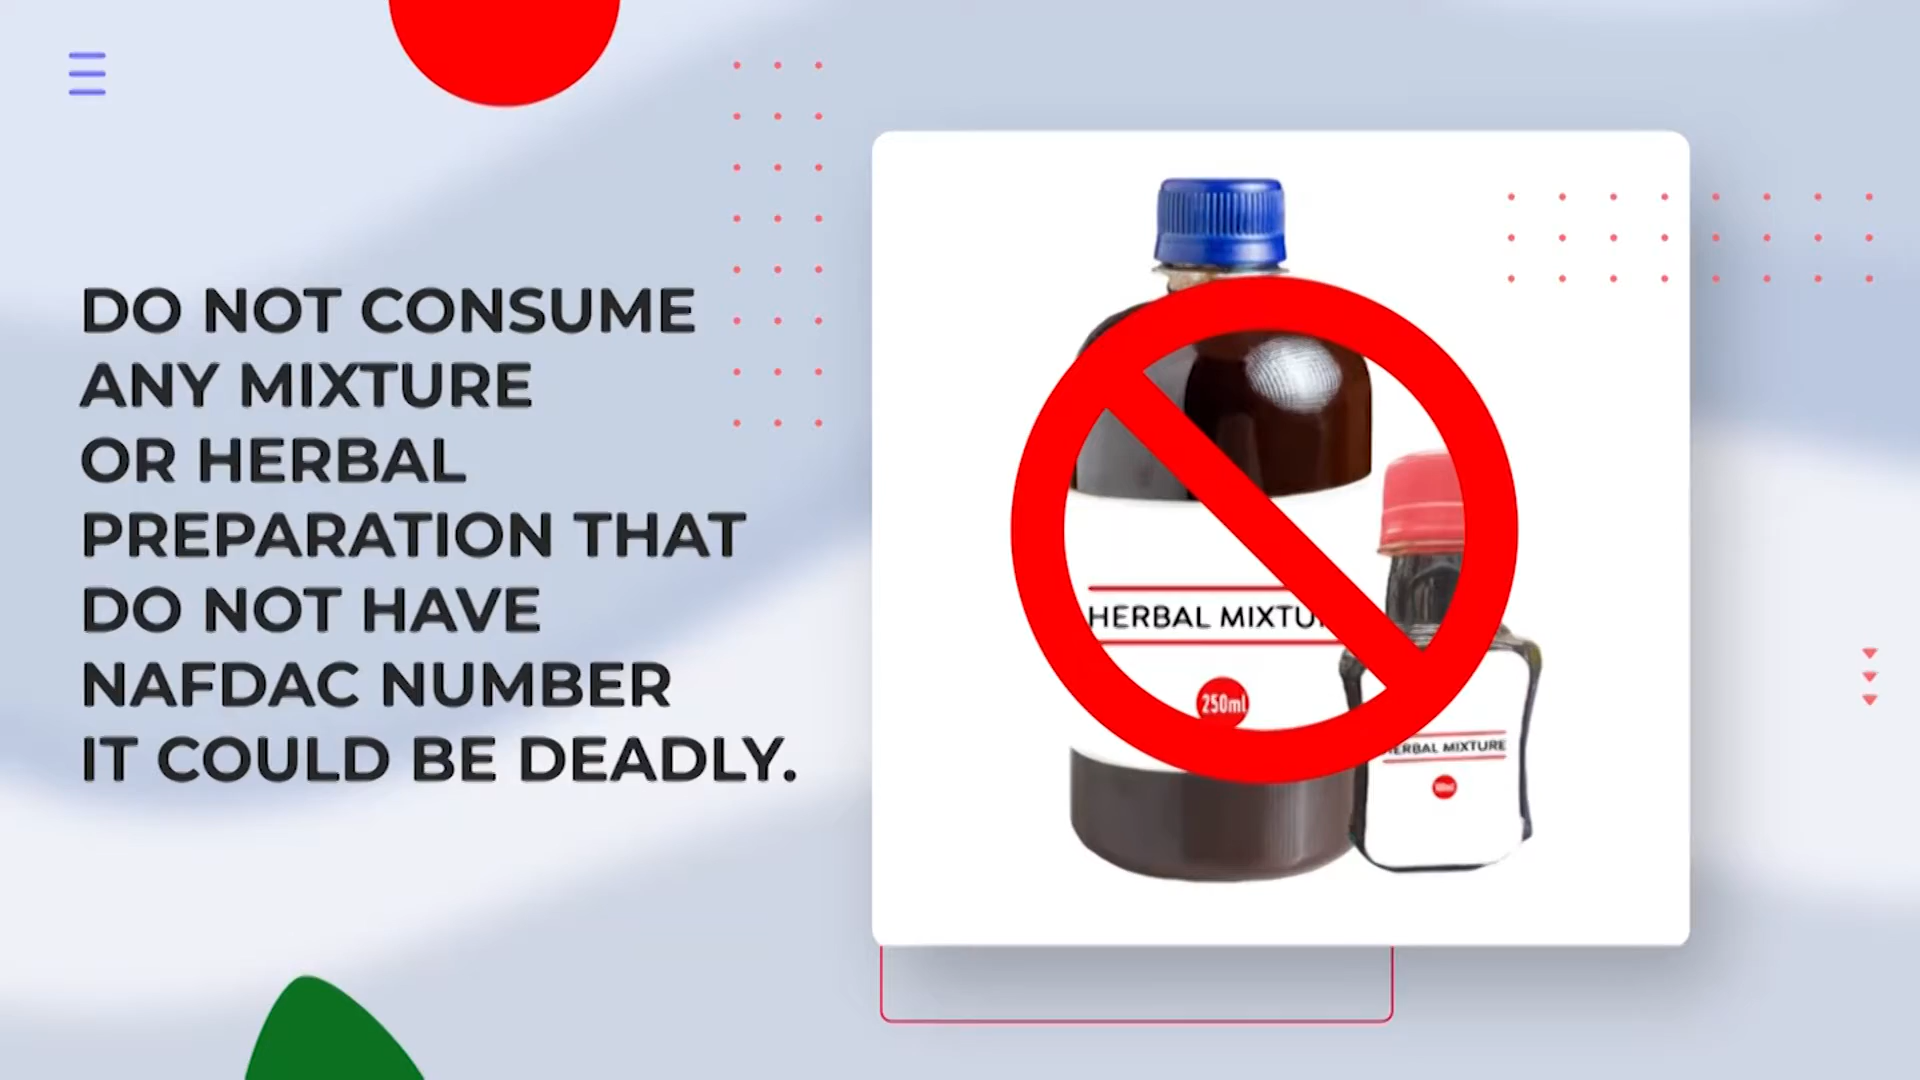 DO NOT CONSUME
ANY MIXTURE
OR HERBAL
PREPARATION THAT
DO NOT HAVE
NAFDAC NUMBER
IT COULD BE DEADLY.
HERBAL MIXTU
250ml
ERBAL MIXTURE